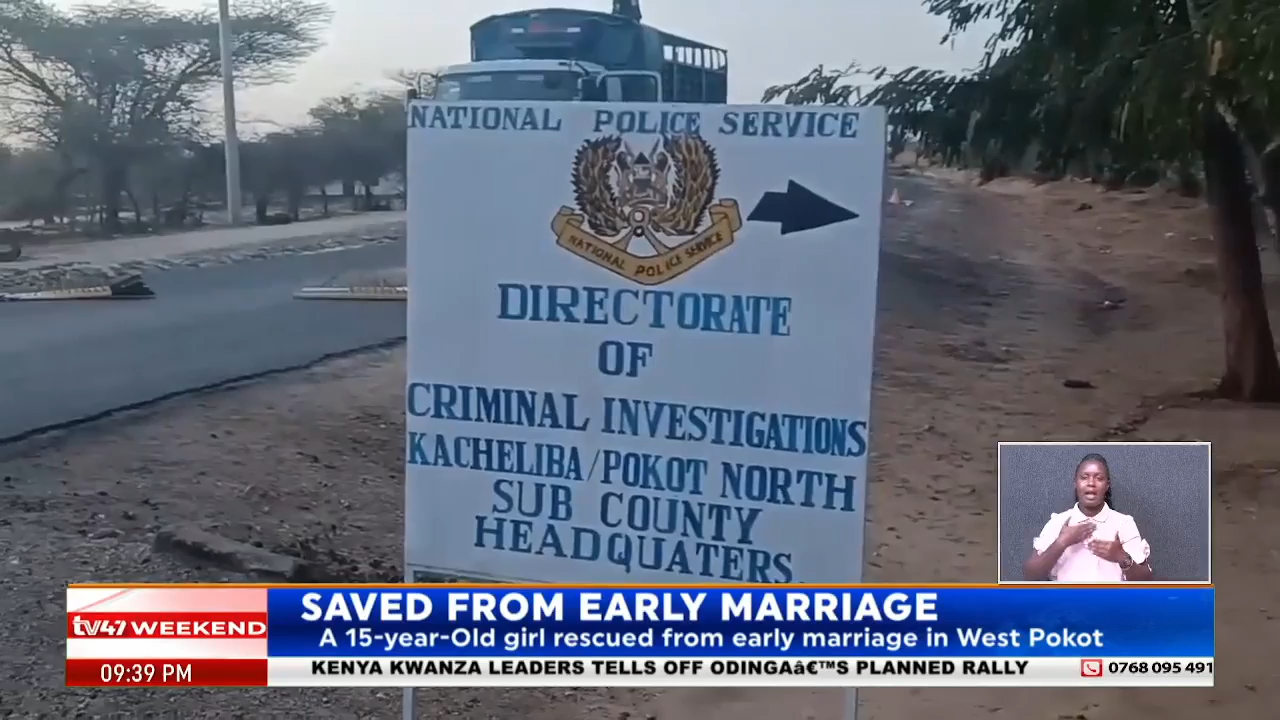 NATIONAL POLICE SERVICE
NATIONAL POLICE SERVICE
DIRECTORATE
OF
CRIMINAL INVESTIGATIONS
KACHELIBA/POKOT NORTH
SUB COUNTY
HEADQUATERS.
SAVED FROM EARLY MARRIAGE
tv47 WEEKEND
A 15-year-Old girl rescued from early marriage in West Pokot
09:39 PM
KENYA KWANZA LEADERS TELLS OFF ODINGAâ€™S PLANNED RALLY
0768 095 491